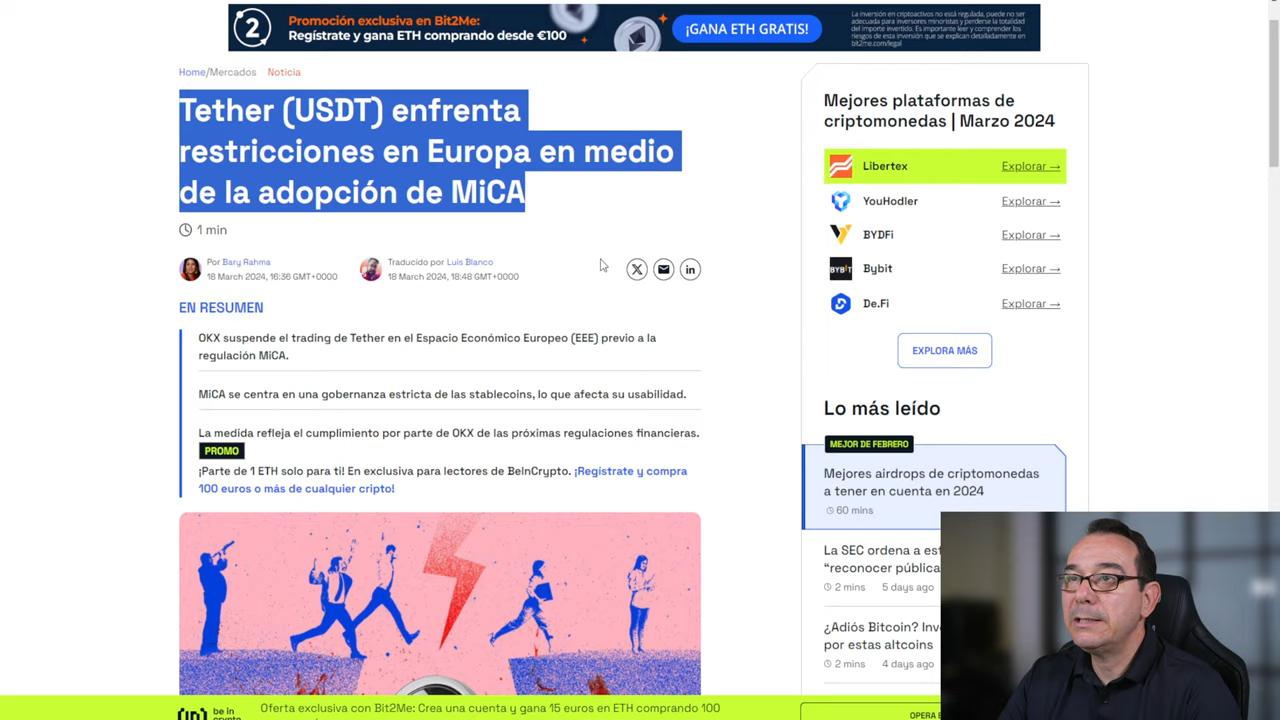 2
Promoción exclusiva en Bit2Me:
Regístrate y gana ETH comprando desde €100
¡GANA ETH GRATIS!
La inversión en criptoactivos no está regulada, puede no ser
adecuada para inversores minoristas y perderse la totalidad
del importe invertido. Es importante leer y comprender los
riesgos de esta inversión que se explican detalladamente en
bit2me.com/legal
Home/Mercados Noticia
Tether (USDT) enfrenta
restricciones en Europa en medio
de la adopción de MiCA
1 min
Por Bary Rahma
18 March 2024, 16:36 GMT+0000
Traducido por Luis Blanco
18 March 2024, 18:48 GMT+0000
EN RESUMEN
OKX suspende el trading de Tether en el Espacio Económico Europeo (EEE) previo a la
regulación MiCA.
MiCA se centra en una gobernanza estricta de las stablecoins, lo que afecta su usabilidad.
La medida refleja el cumplimiento por parte de OKX de las próximas regulaciones financieras.
PROMO
¡Parte de 1 ETH solo para ti! En exclusiva para lectores de BeInCrypto. ¡Regístrate y compra
100 euros o más de cualquier cripto!
Mejores plataformas de
criptomonedas | Marzo 2024
Libertex Explorar →
YouHodler Explorar →
BYDFi Explorar →
BYBIT Bybit Explorar →
De.Fi Explorar →
EXPLORA MÁS
Lo más leído
MEJOR DE FEBRERO
Mejores airdrops de criptomonedas
a tener en cuenta en 2024
60 mins
La SEC ordena a
“reconocer
2 mins 5 days ago
¿Adiós Bitcoin?
por estas altcoins
2 mins 4 days ago
be in
Oferta exclusiva con Bit2Me: Crea una cuenta y gana 15 euros en ETH comprando 100
OPERA